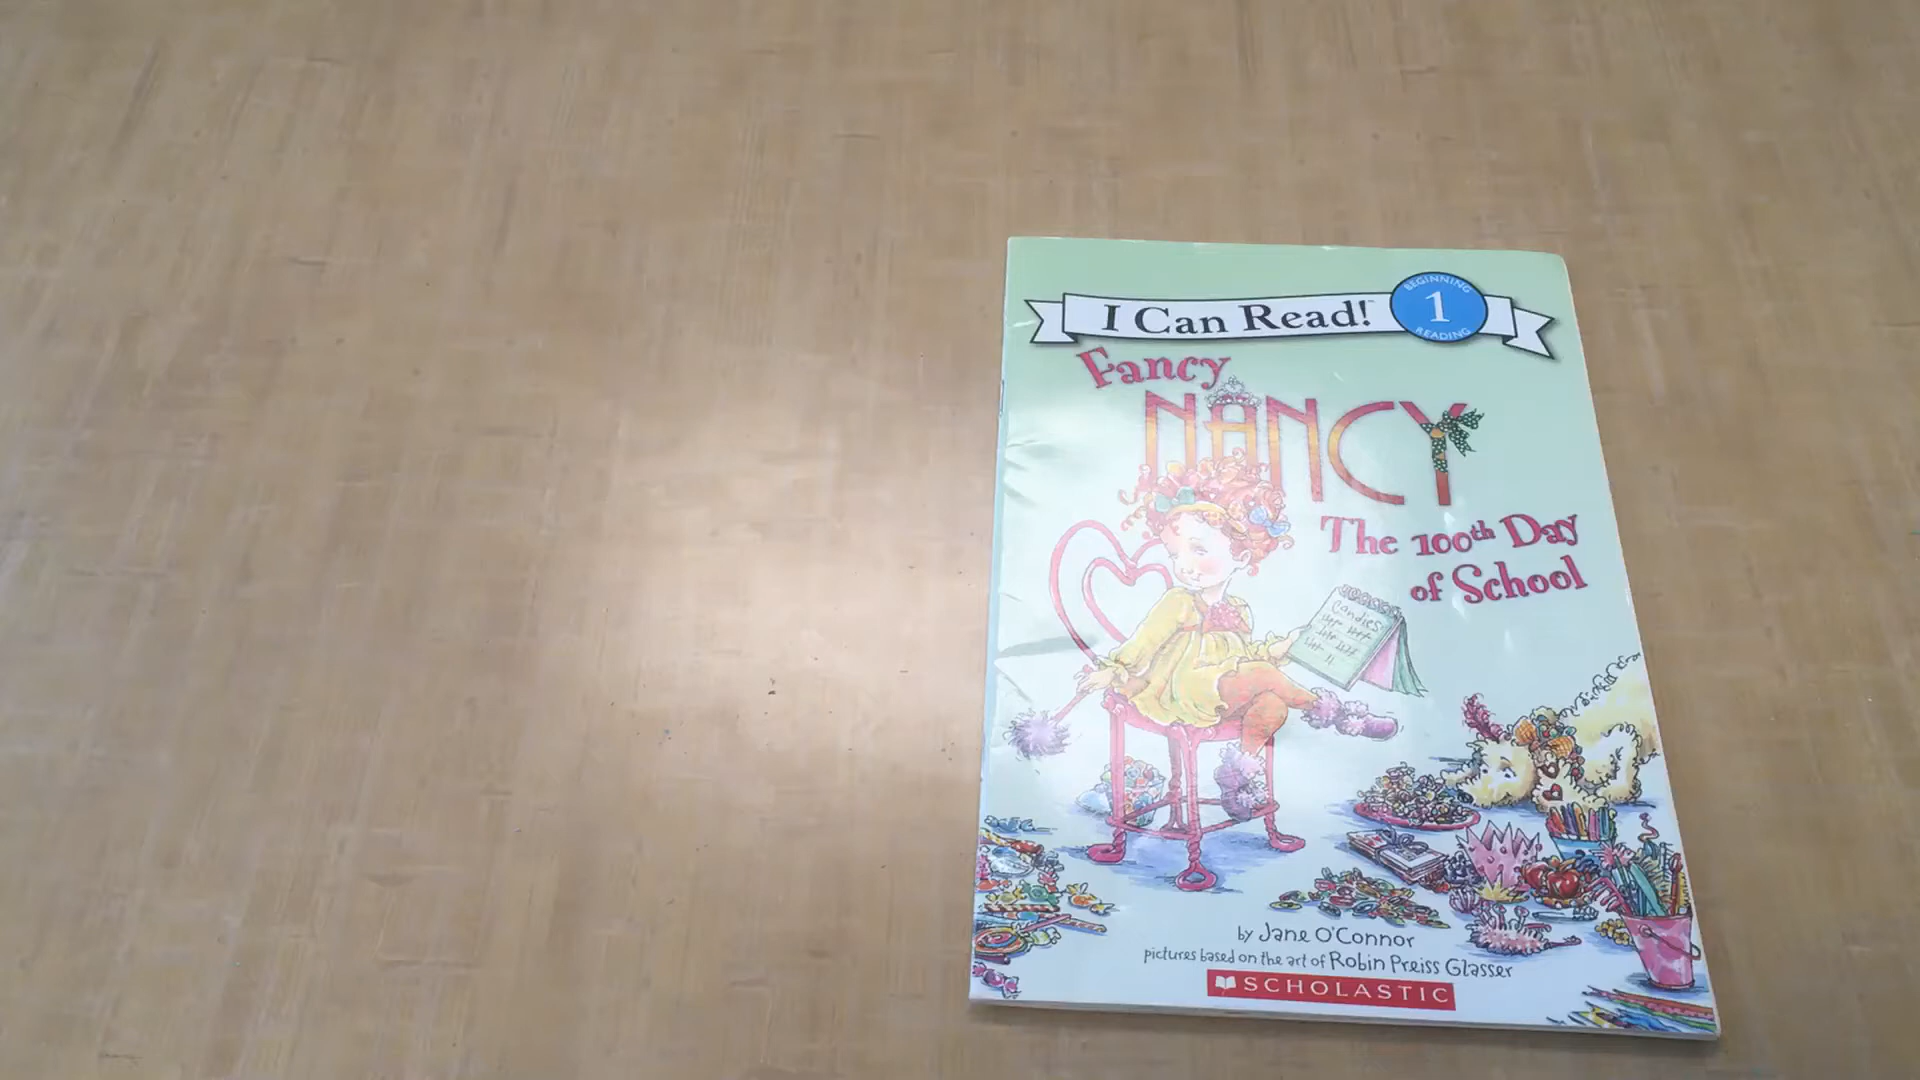 I Can Read!™
BEGINNING
1
READING
Fancy
NANCY
The 100th Day
of School
Candies
by Jane O'Connor
pictures based on the art of Robin Preiss Glasser
SCHOLASTIC